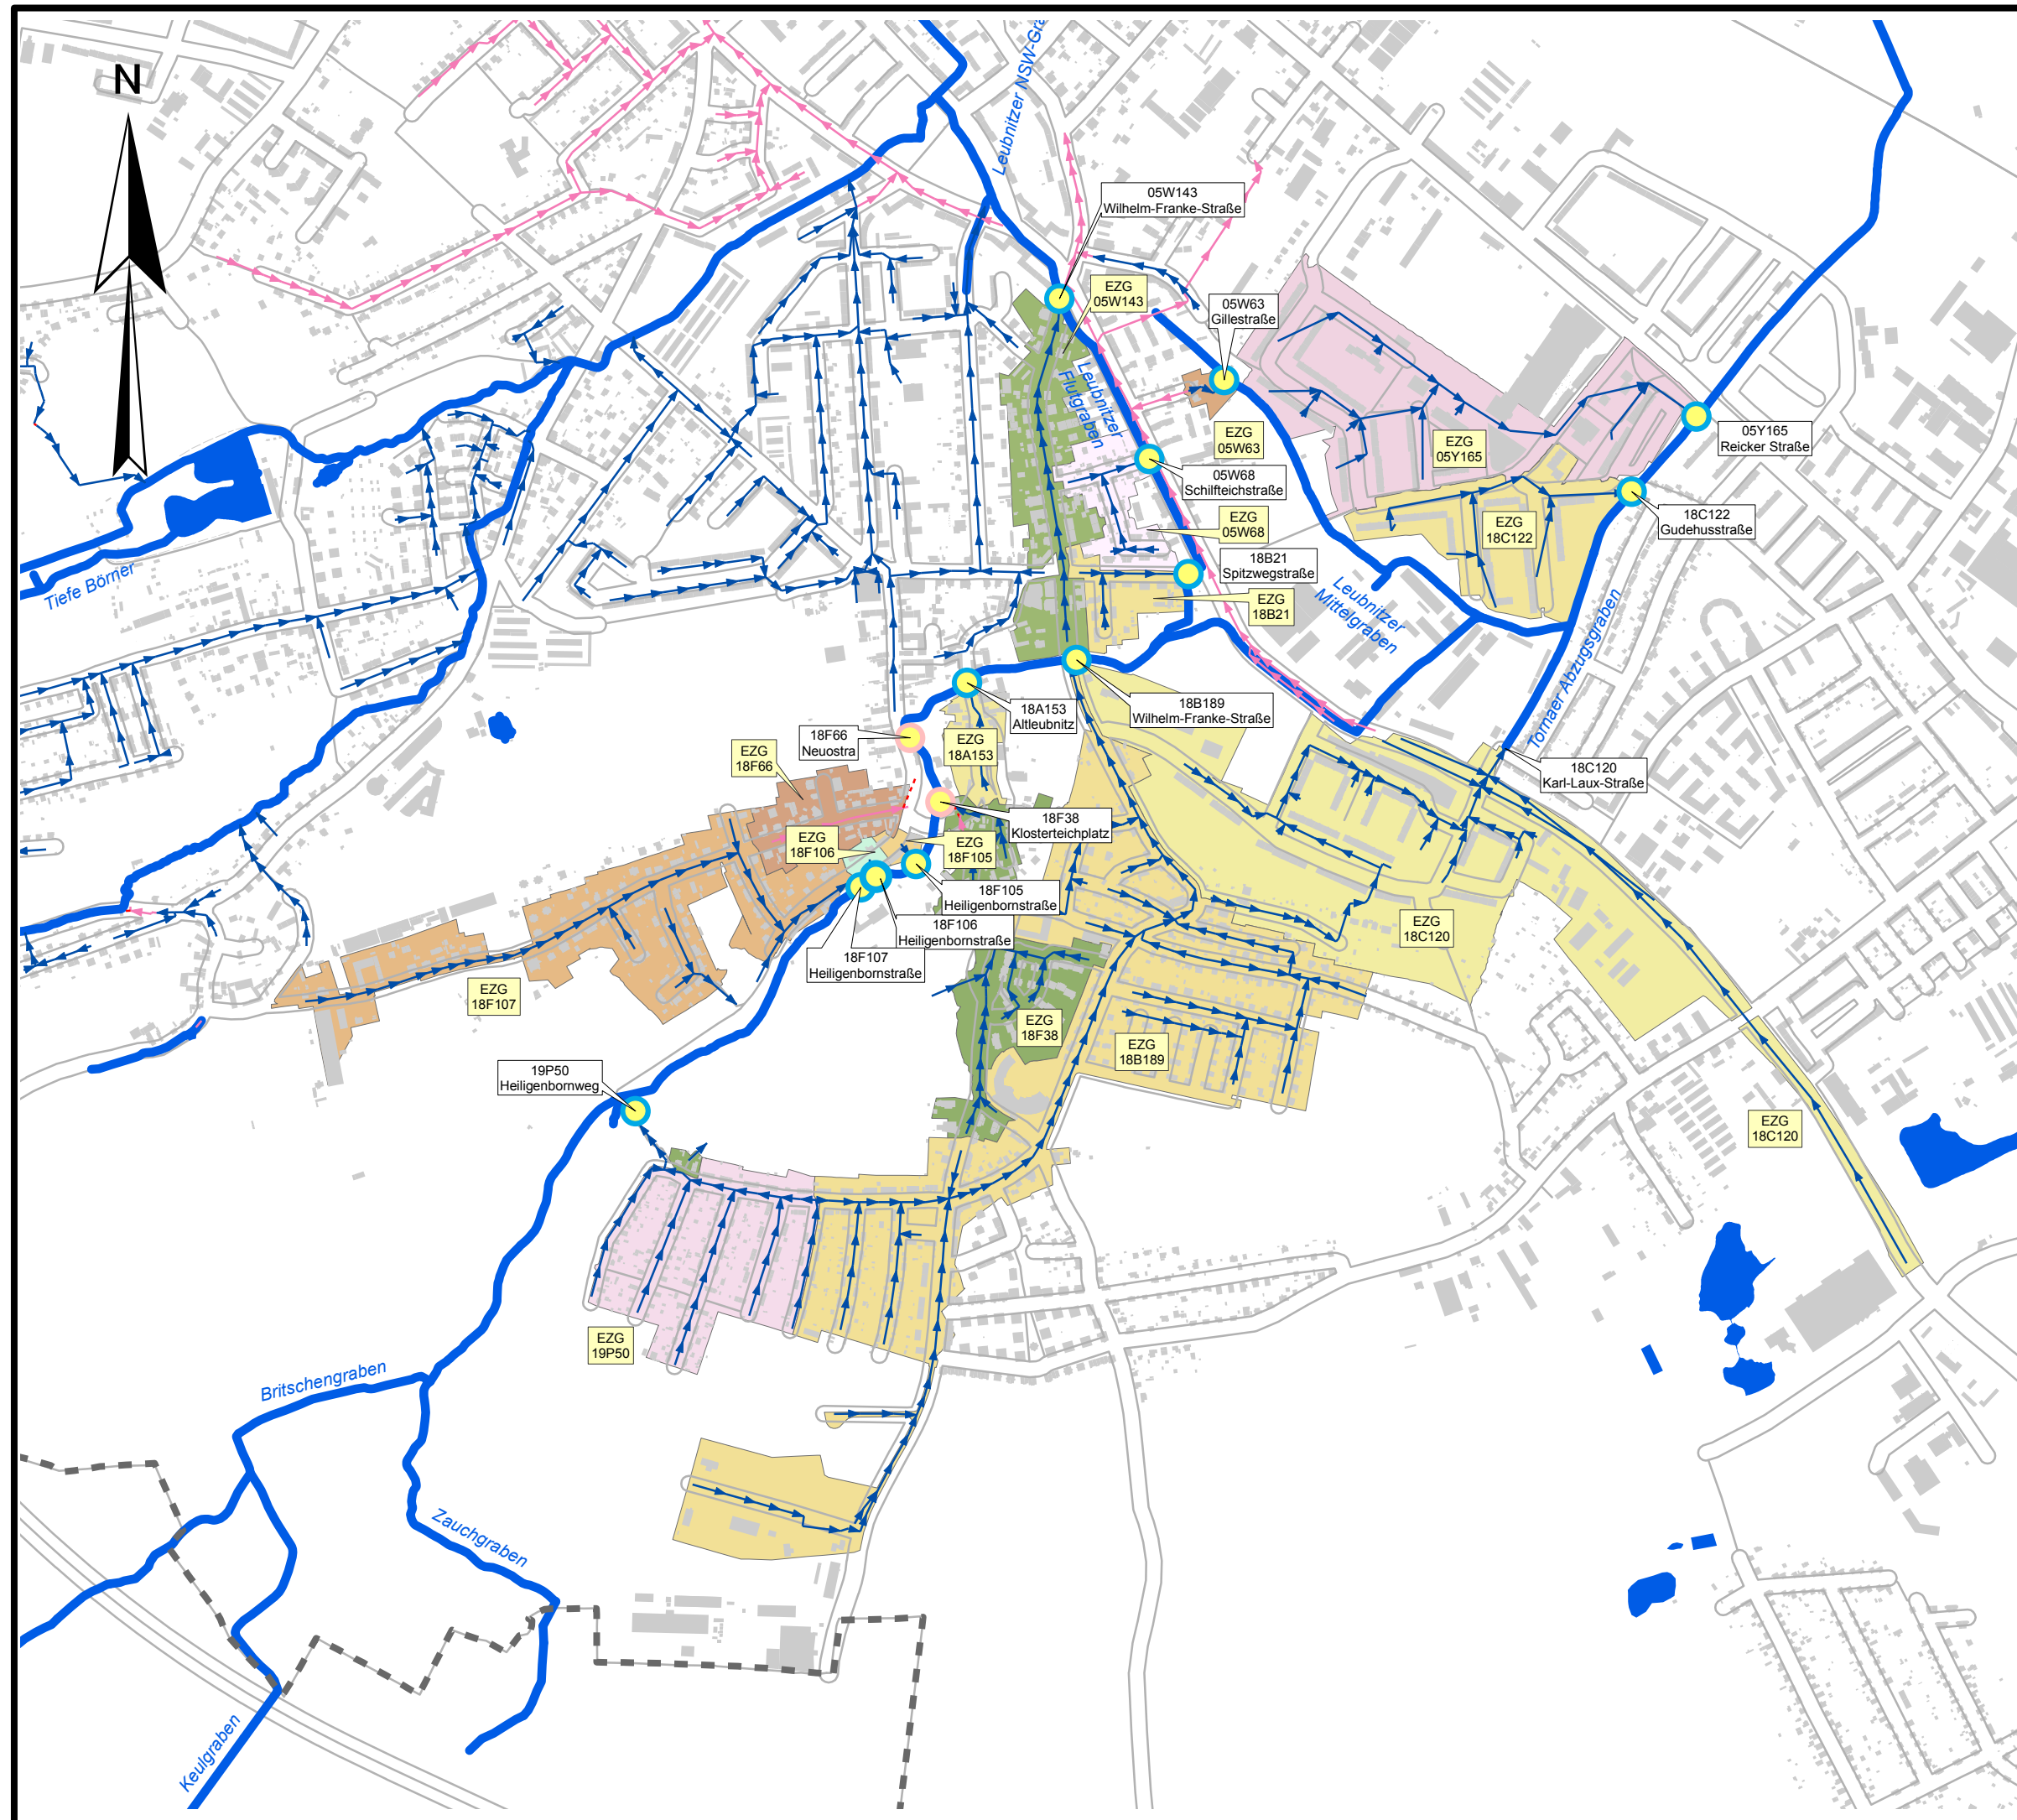 N
Leubnitzer NSW-Gra
05W143
Wilhelm-Franke-Straße
EZG
05W143
05W63
Gillestraße
Leubnitzer
Flutgraben
EZG
05W63
EZG
05Y165
05Y165
Reicker Straße
05W68
Schilfteichstraße
EZG
05W68
EZG
18C122
18C122
Gudehusstraße
18B21
Spitzwegstraße
EZG
18B21
Tiefe Börner
Leubnitzer
Mittelgraben
Tornaer Abzugsgraben
18A153
Altleubnitz
18B189
Wilhelm-Franke-Straße
18F66
Neuostra
EZG
18F66
EZG
18A153
18C120
Karl-Laux-Straße
18F38
Klosterteichplatz
EZG
18F106
EZG
18F105
18F105
Heiligenbornstraße
18F106
Heiligenbornstraße
18F107
Heiligenbornstraße
EZG
18C120
EZG
18F107
EZG
18F38
EZG
18B189
19P50
Heiligenbornweg
EZG
18C120
EZG
19P50
Britschengraben
Zauchgraben
Keulgraben